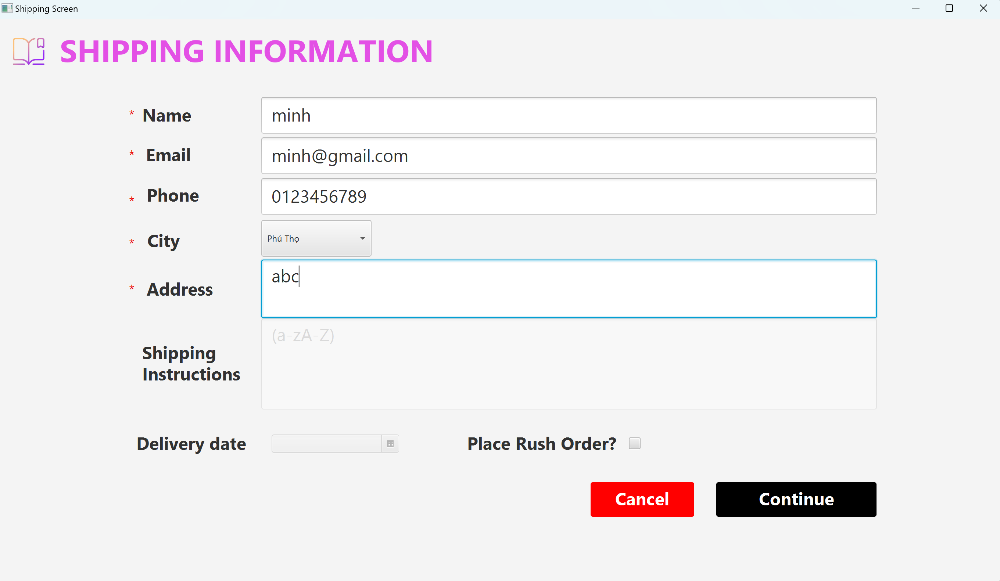 Shipping Screen
SHIPPING INFORMATION
* Name minh
* Email minh@gmail.com
* Phone 0123456789
* City Phú Thọ
* Address abc
(a-zA-Z)
Shipping
Instructions
Delivery date Place Rush Order?
Cancel Continue